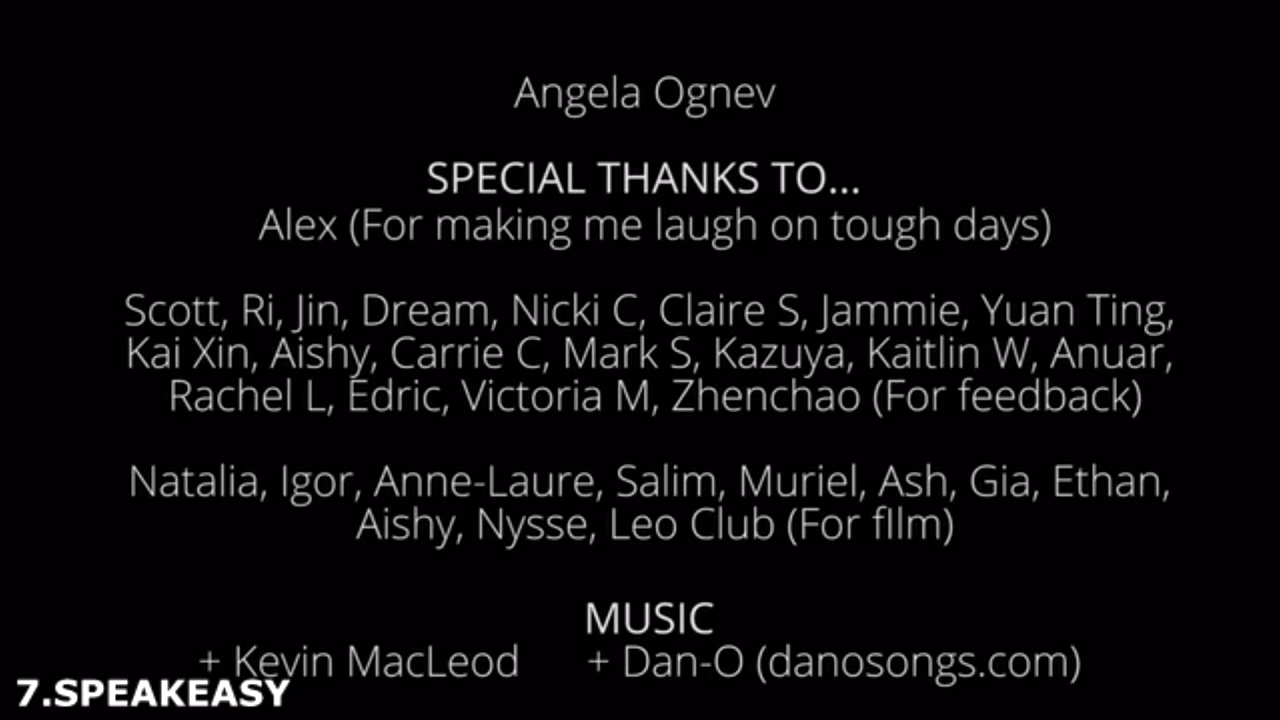 Angela Ognev
SPECIAL THANKS TO...
Alex (For making me laugh on tough days)
Scott, Ri, Jin, Dream, Nicki C, Claire S, Jammie, Yuan Ting,
Kai Xin, Aishy, Carrie C, Mark S, Kazuya, Kaitlin W, Anuar,
Rachel L, Edric, Victoria M, Zhenchao (For feedback)
Natalia, Igor, Anne-Laure, Salim, Muriel, Ash, Gia, Ethan,
Aishy, Nysse, Leo Club (For fIlm)
MUSIC
+ Kevin MacLeod + Dan-O (danosongs.com)
7.SPEAKEASY